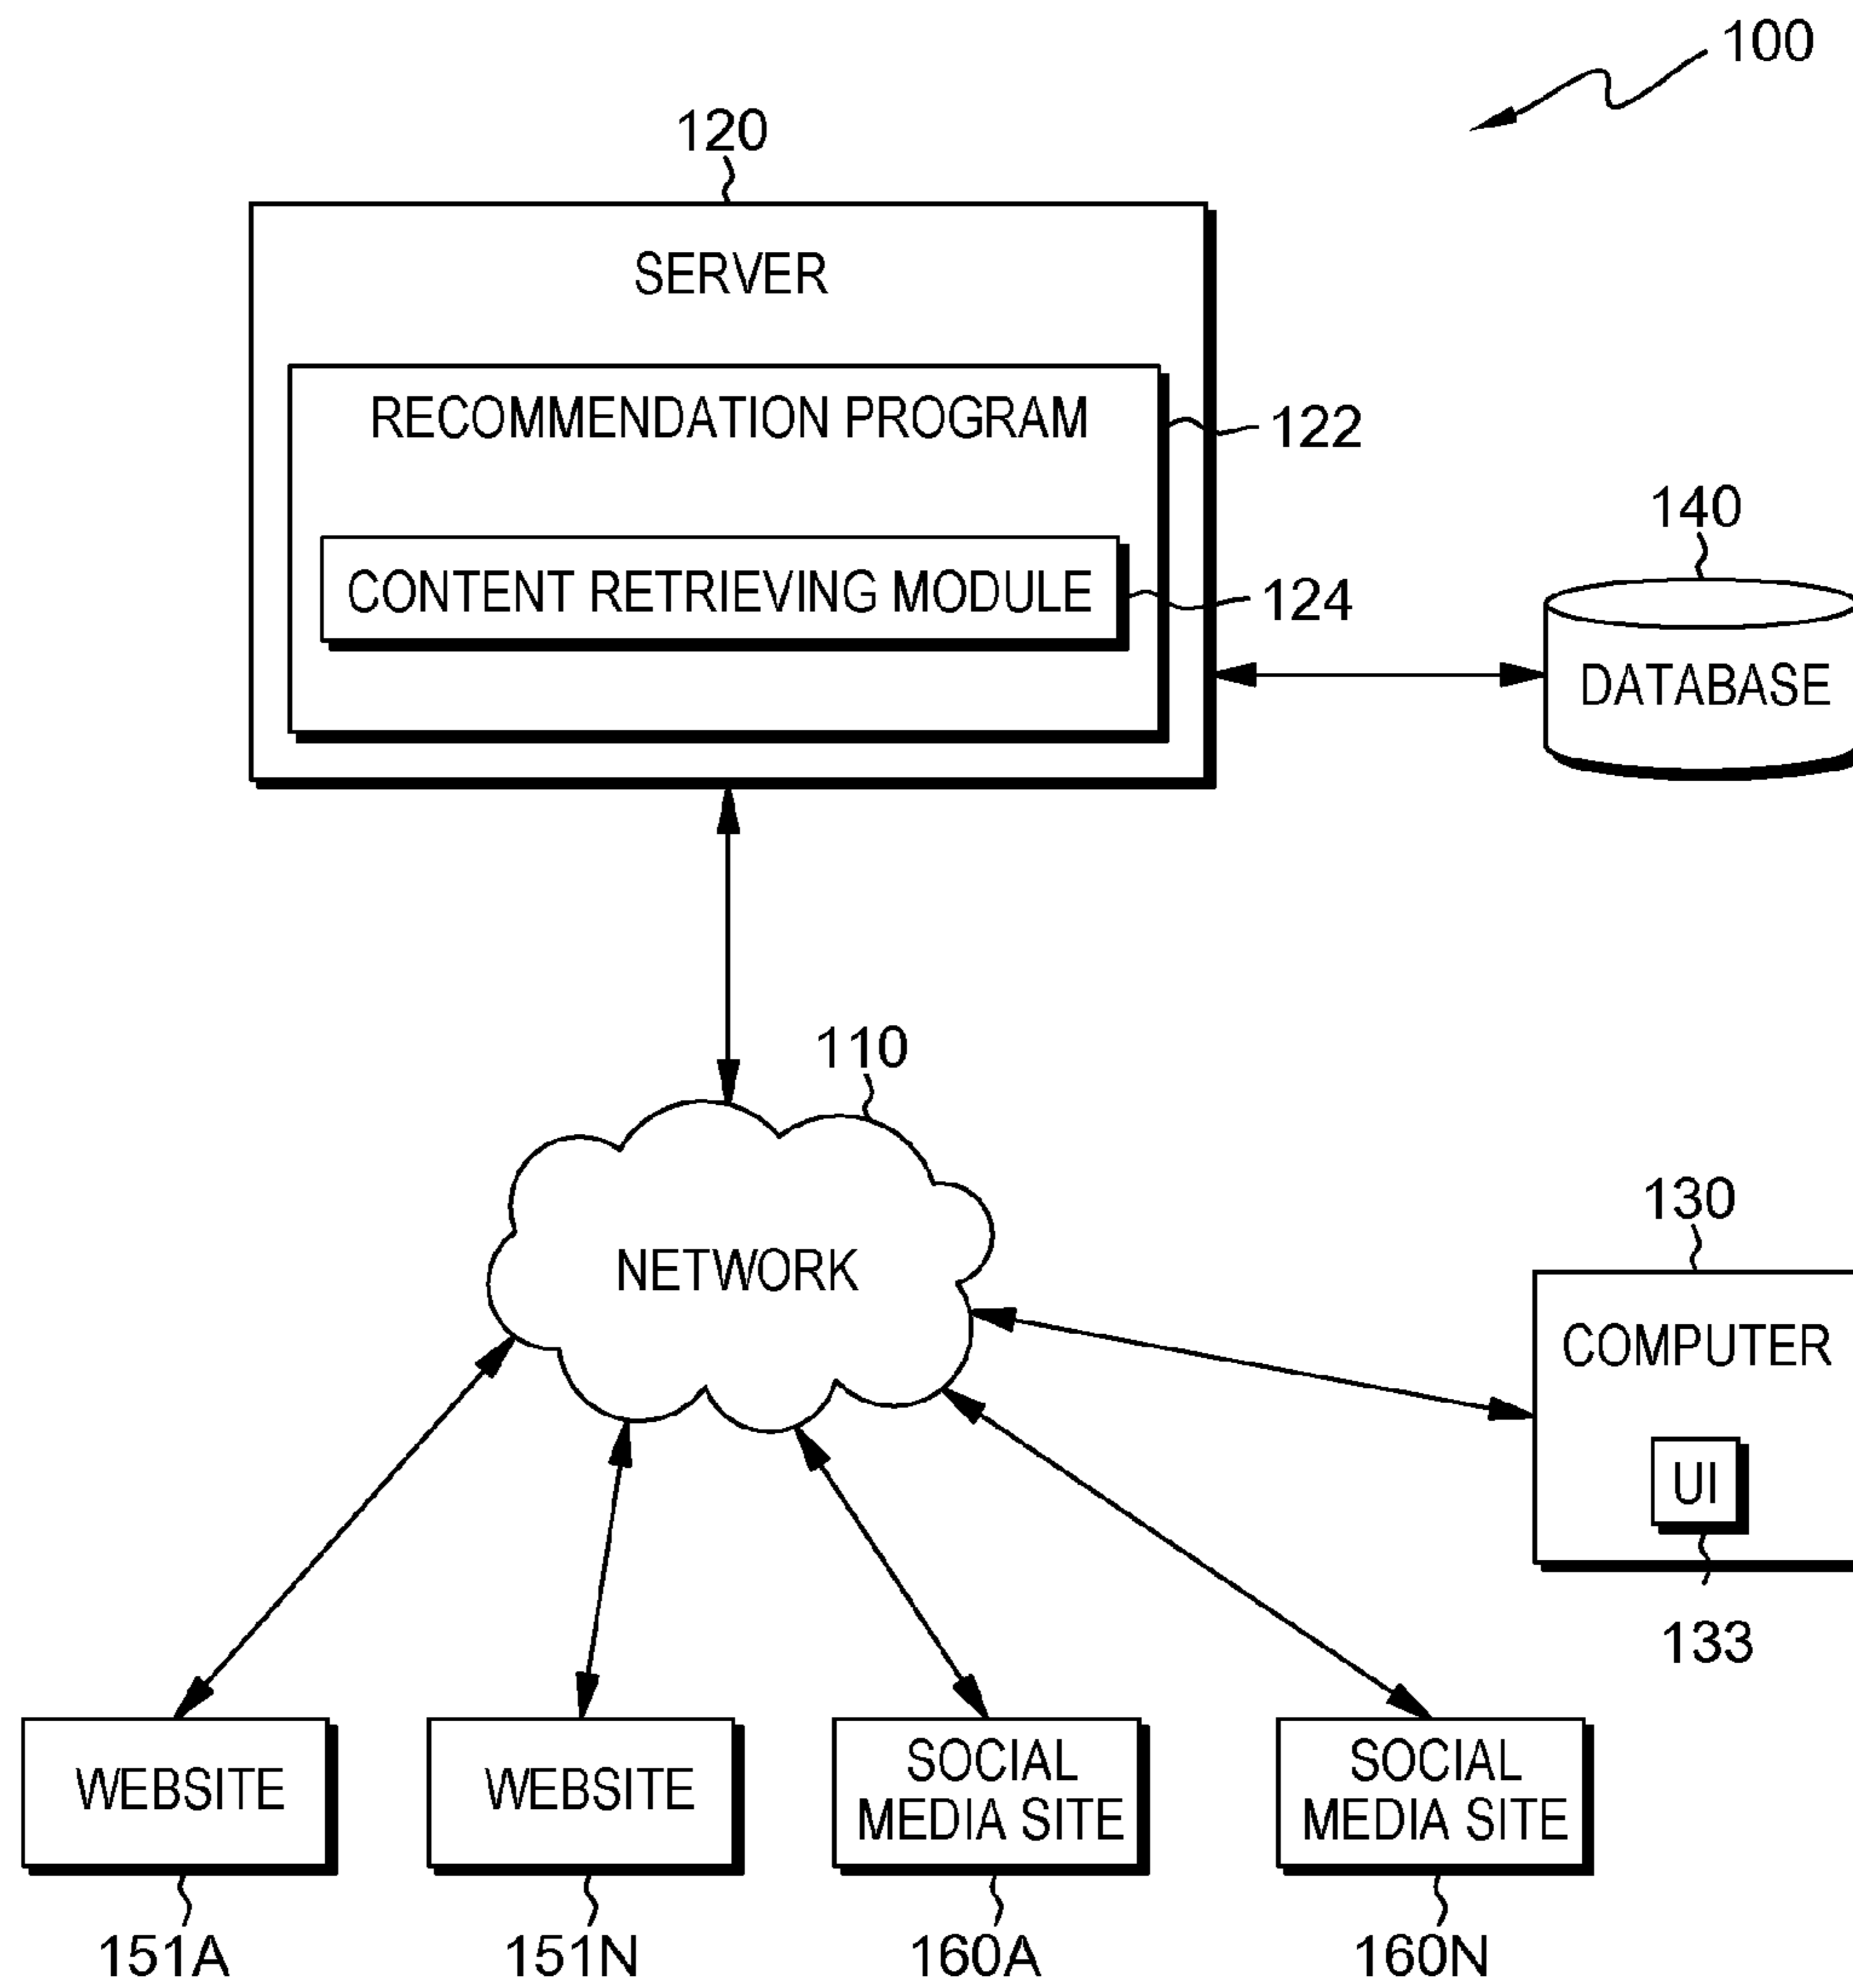 100
120
SERVER
RECOMMENDATION PROGRAM
122
CONTENT RETRIEVING MODULE
124
140
DATABASE
110
NETWORK
130
COMPUTER
UI
133
WEBSITE
WEBSITE
SOCIAL
MEDIA SITE
SOCIAL
MEDIA SITE
151A
151N
160A
160N